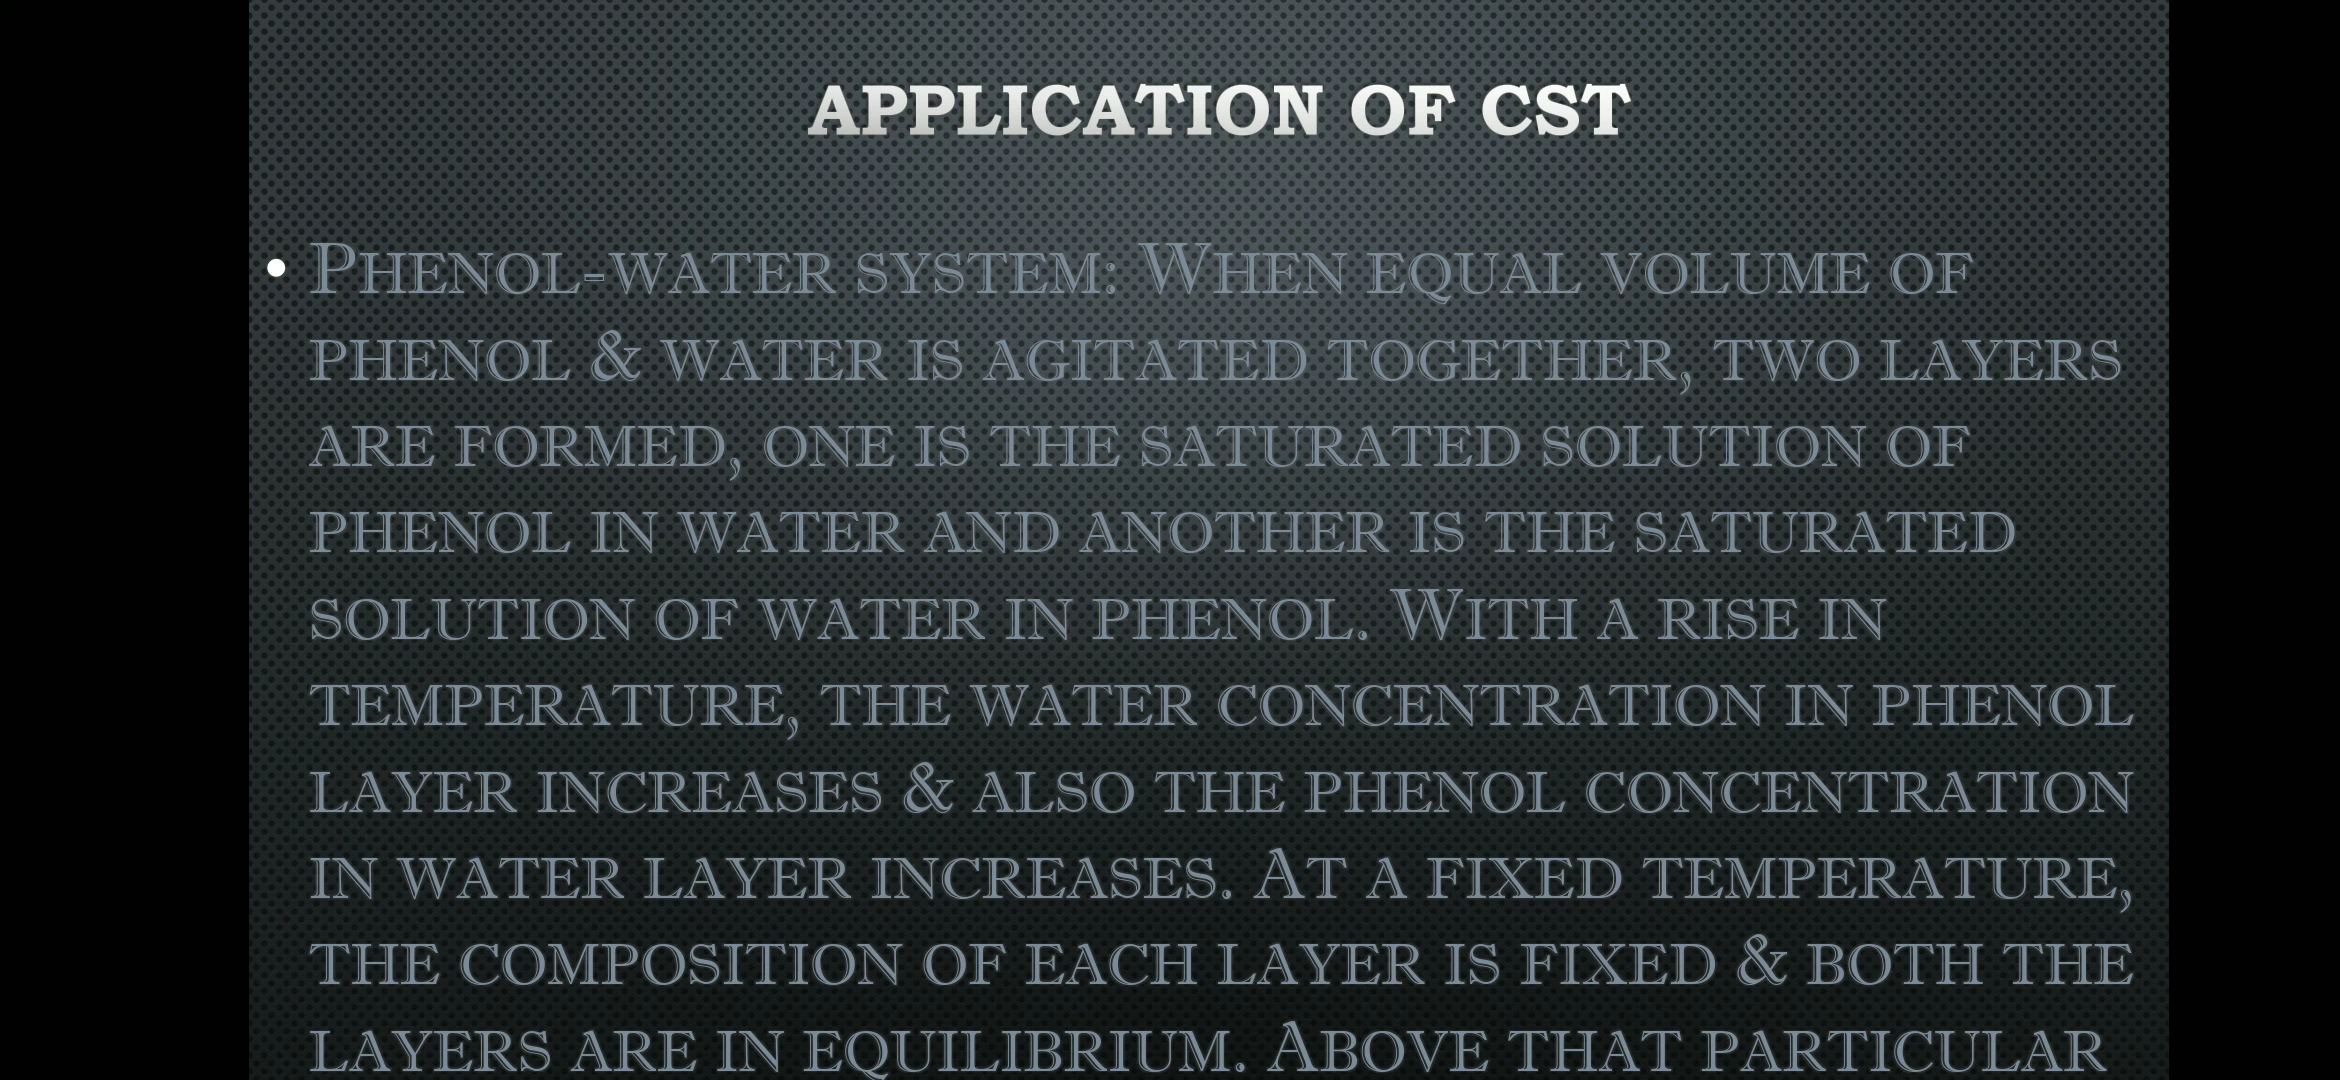 APPLICATION OF CST
• PHENOL-WATER SYSTEM: WHEN EQUAL VOLUME OF
PHENOL & WATER IS AGITATED TOGETHER, TWO LAYERS
ARE FORMED, ONE IS THE SATURATED SOLUTION OF
PHENOL IN WATER AND ANOTHER IS THE SATURATED
SOLUTION OF WATER IN PHENOL. WITH A RISE IN
TEMPERATURE, THE WATER CONCENTRATION IN PHENOL
LAYER INCREASES & ALSO THE PHENOL CONCENTRATION
IN WATER LAYER INCREASES. AT A FIXED TEMPERATURE,
THE COMPOSITION OF EACH LAYER IS FIXED & BOTH THE
LAYERS ARE IN EQUILIBRIUM. ABOVE THAT PARTICULAR